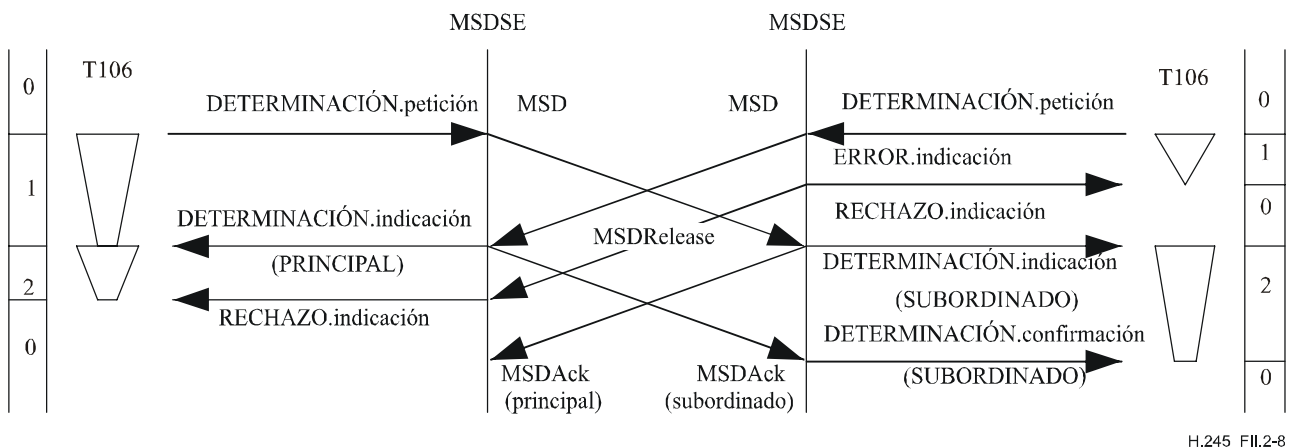 MSDSE
MSDSE
T106
T106
0
0
DETERMINACIÓN.petición
MSD
MSD
DETERMINACIÓN.petición
ERROR.indicación
1
1
RECHAZO.indicación
0
DETERMINACIÓN.indicación
MSDRelease
(PRINCIPAL)
DETERMINACIÓN.indicación
2
2
(SUBORDINADO)
RECHAZO.indicación
DETERMINACIÓN.confirmación
0
MSDAck
(principal)
MSDAck
(subordinado)
(SUBORDINADO)
0
H.245 FII.2-8